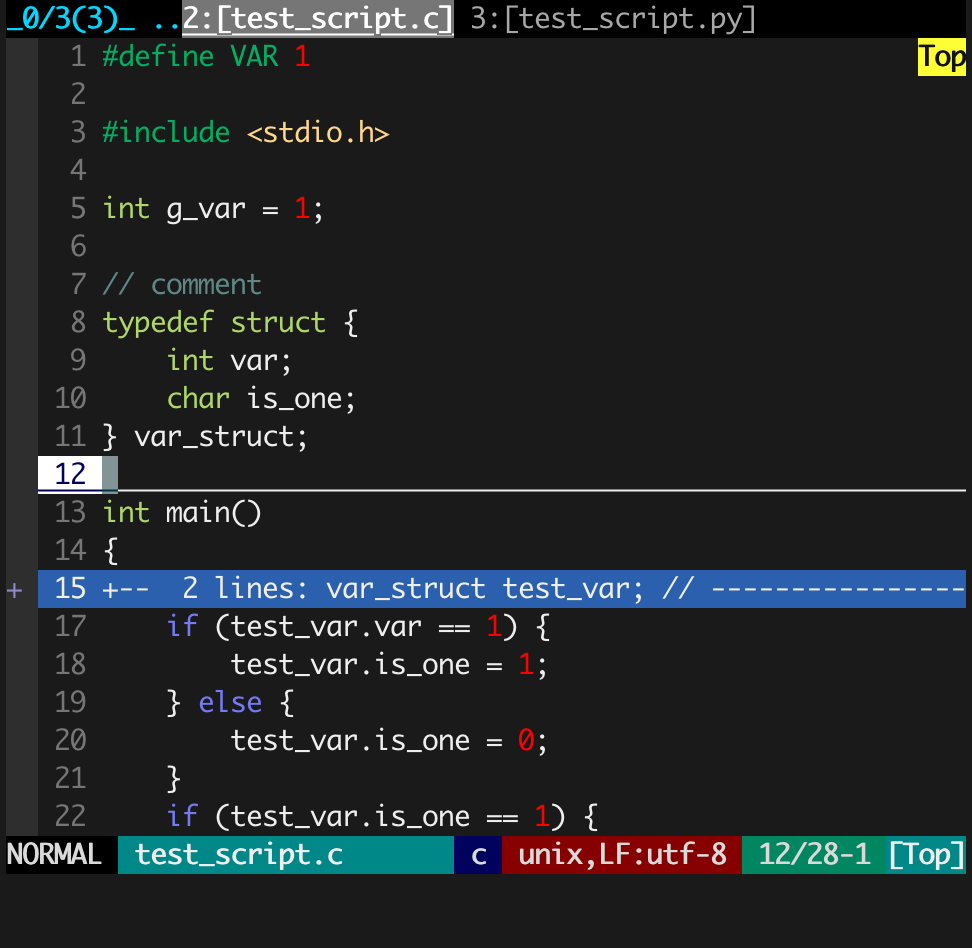 _0/3(3)_ ..2:[test_script.c] 3:[test_script.py]
1 #define VAR 1 Top
2
3 #include <stdio.h>
4
5 int g_var = 1;
6
7 // comment
8 typedef struct {
9     int var;
10     char is_one;
11 } var_struct;
12
13 int main()
14 {
+ 15 +--  2 lines: var_struct test_var; // ----------------
17     if (test_var.var == 1) {
18         test_var.is_one = 1;
19     } else {
20         test_var.is_one = 0;
21     }
22     if (test_var.is_one == 1) {
NORMAL test_script.c c unix,LF:utf-8 12/28-1 [Top]